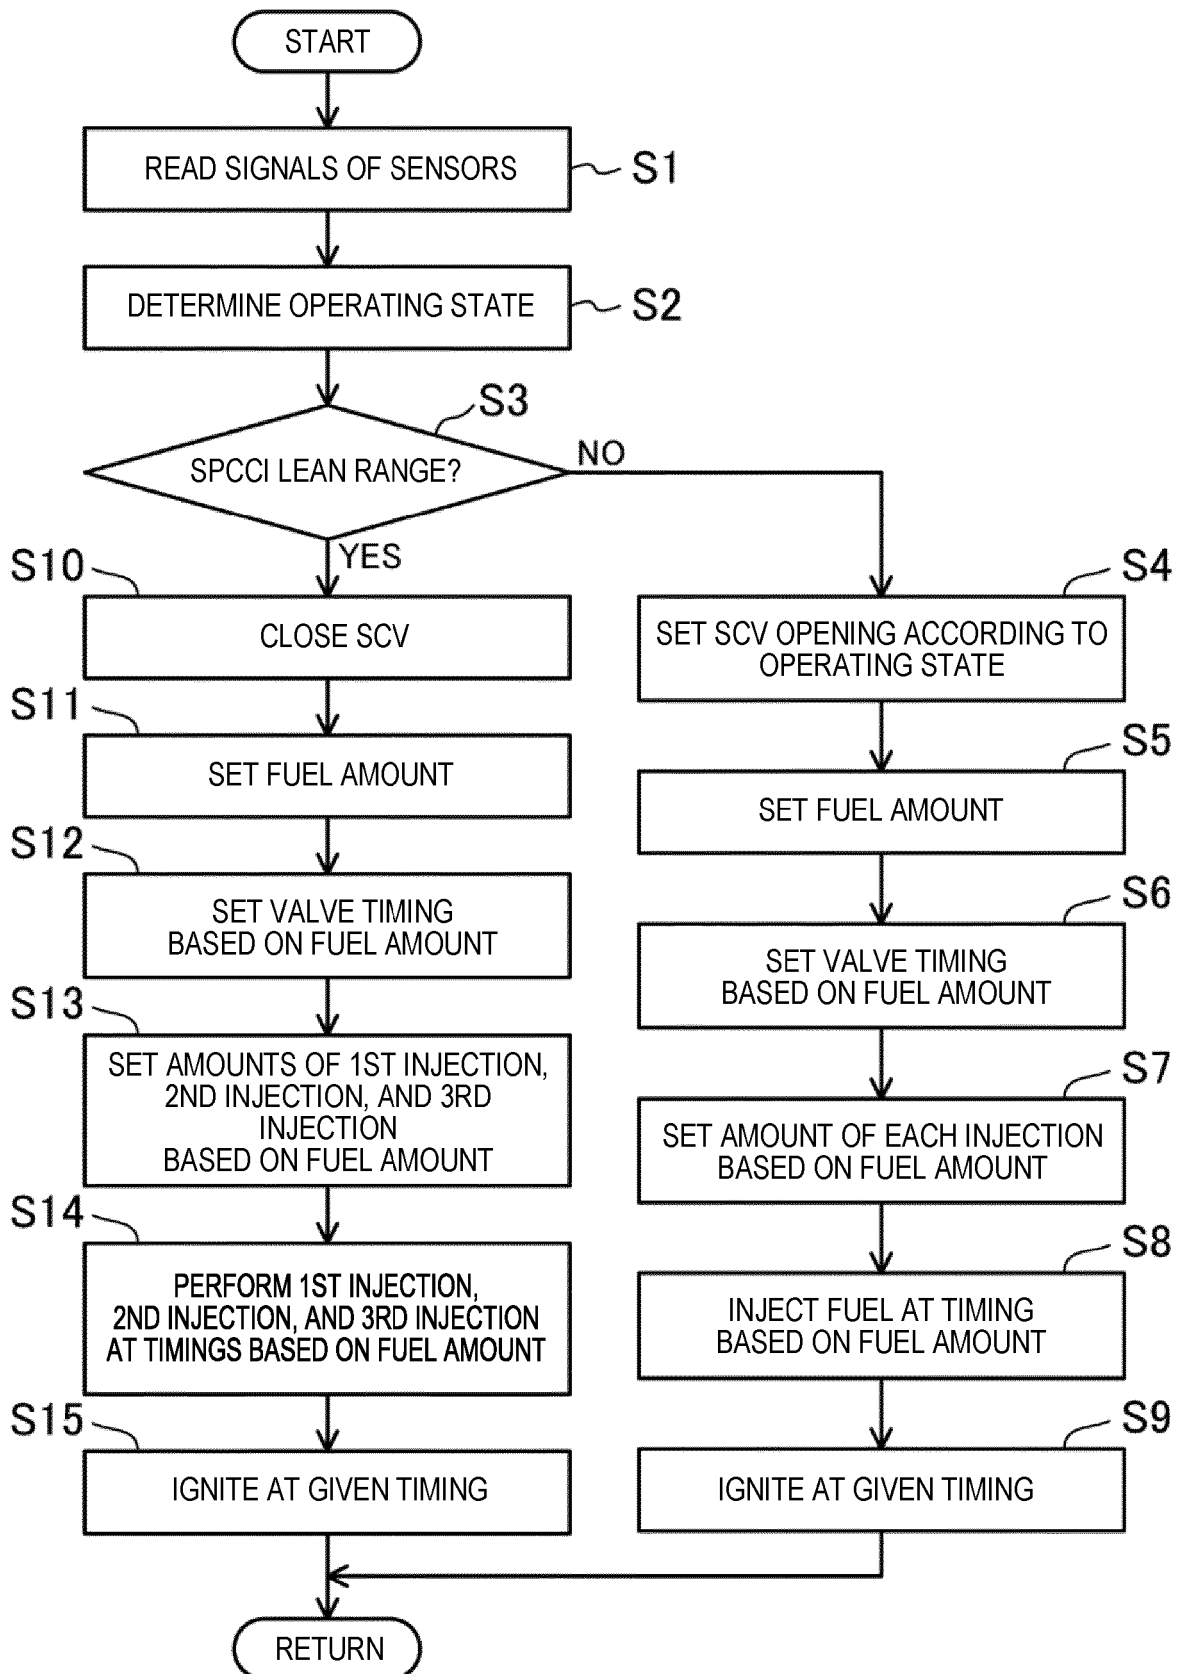 START
READ SIGNALS OF SENSORS
S1
DETERMINE OPERATING STATE
S2
S3
SPCCI LEAN RANGE?
NO
YES
S10
CLOSE SCV
S11
SET FUEL AMOUNT
S12
SET VALVE TIMING
BASED ON FUEL AMOUNT
S13
SET AMOUNTS OF 1ST INJECTION,
2ND INJECTION, AND 3RD
INJECTION
BASED ON FUEL AMOUNT
S14
PERFORM 1ST INJECTION,
2ND INJECTION, AND 3RD INJECTION
AT TIMINGS BASED ON FUEL AMOUNT
S15
IGNITE AT GIVEN TIMING
S4
SET SCV OPENING ACCORDING TO
OPERATING STATE
S5
SET FUEL AMOUNT
S6
SET VALVE TIMING
BASED ON FUEL AMOUNT
S7
SET AMOUNT OF EACH INJECTION
BASED ON FUEL AMOUNT
S8
INJECT FUEL AT TIMING
BASED ON FUEL AMOUNT
S9
IGNITE AT GIVEN TIMING
RETURN